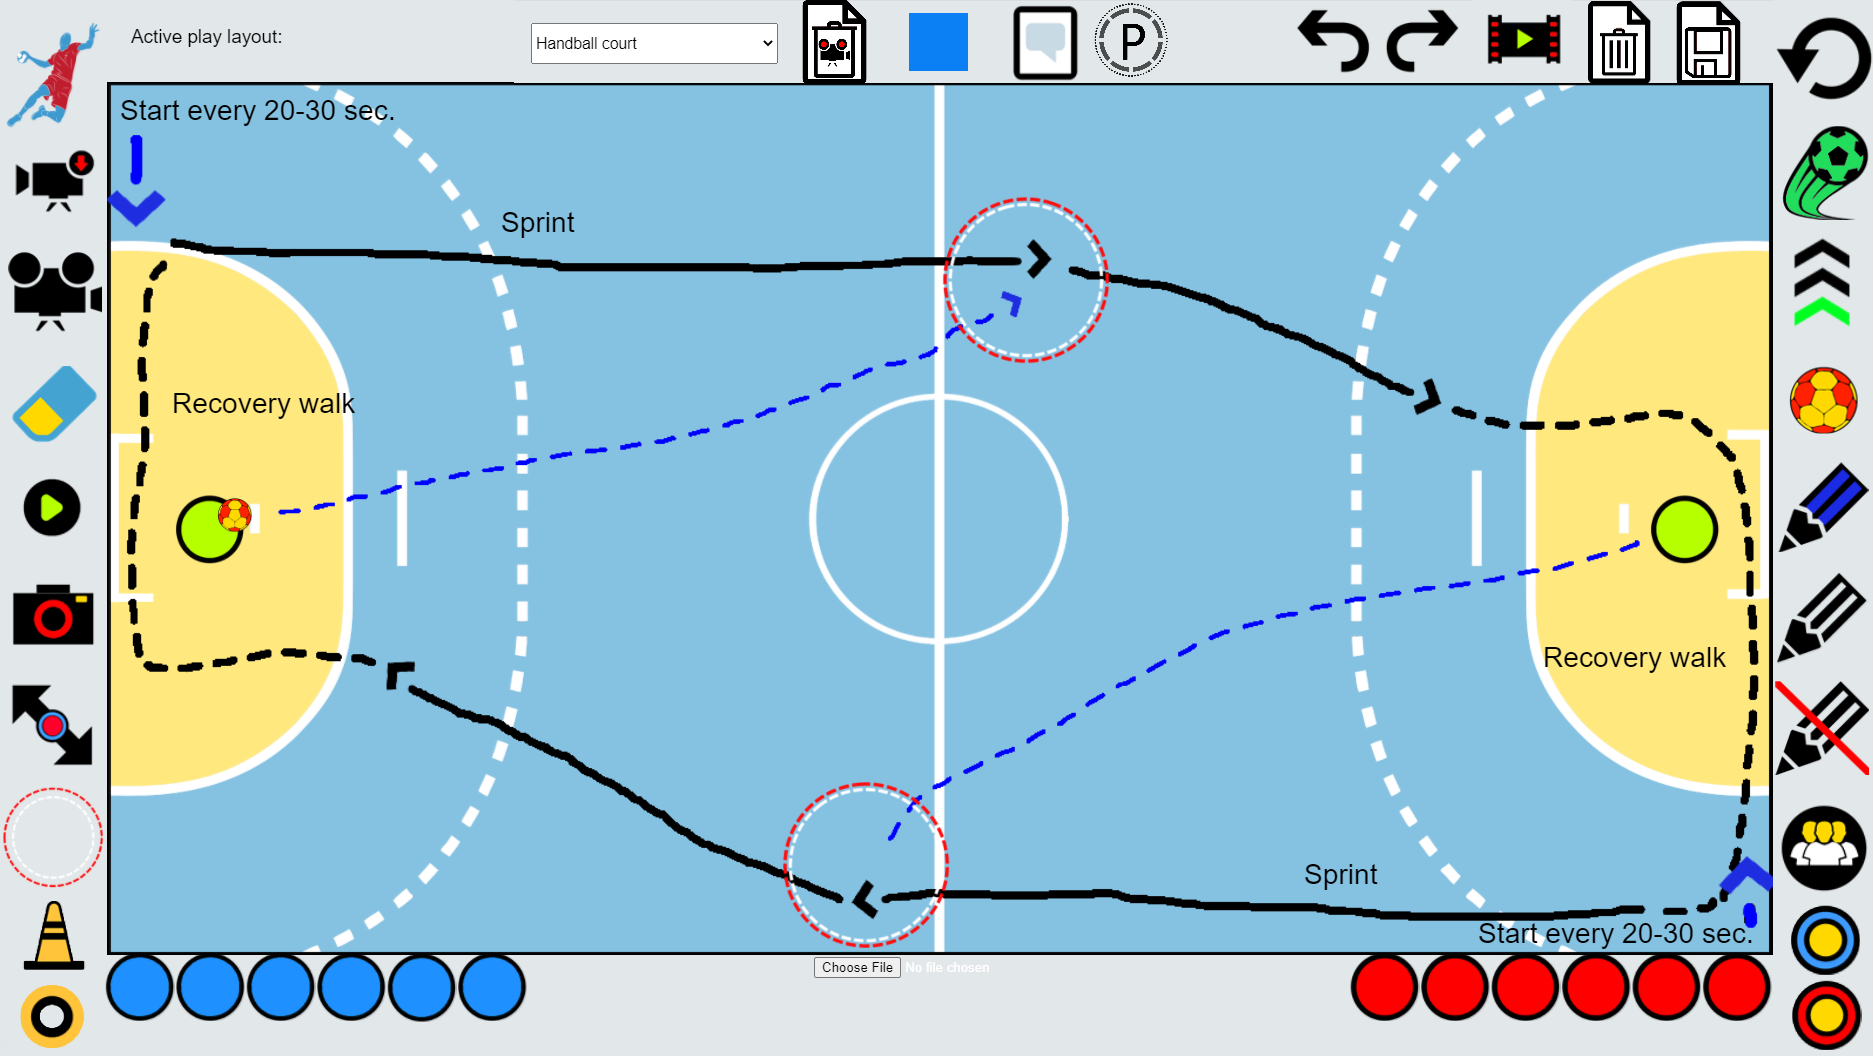 Active play layout:
Handball court
P
Start every 20-30 sec.
Sprint
Recovery walk
Recovery walk
Sprint
Start every 20-30 sec.
Choose File No file chosen